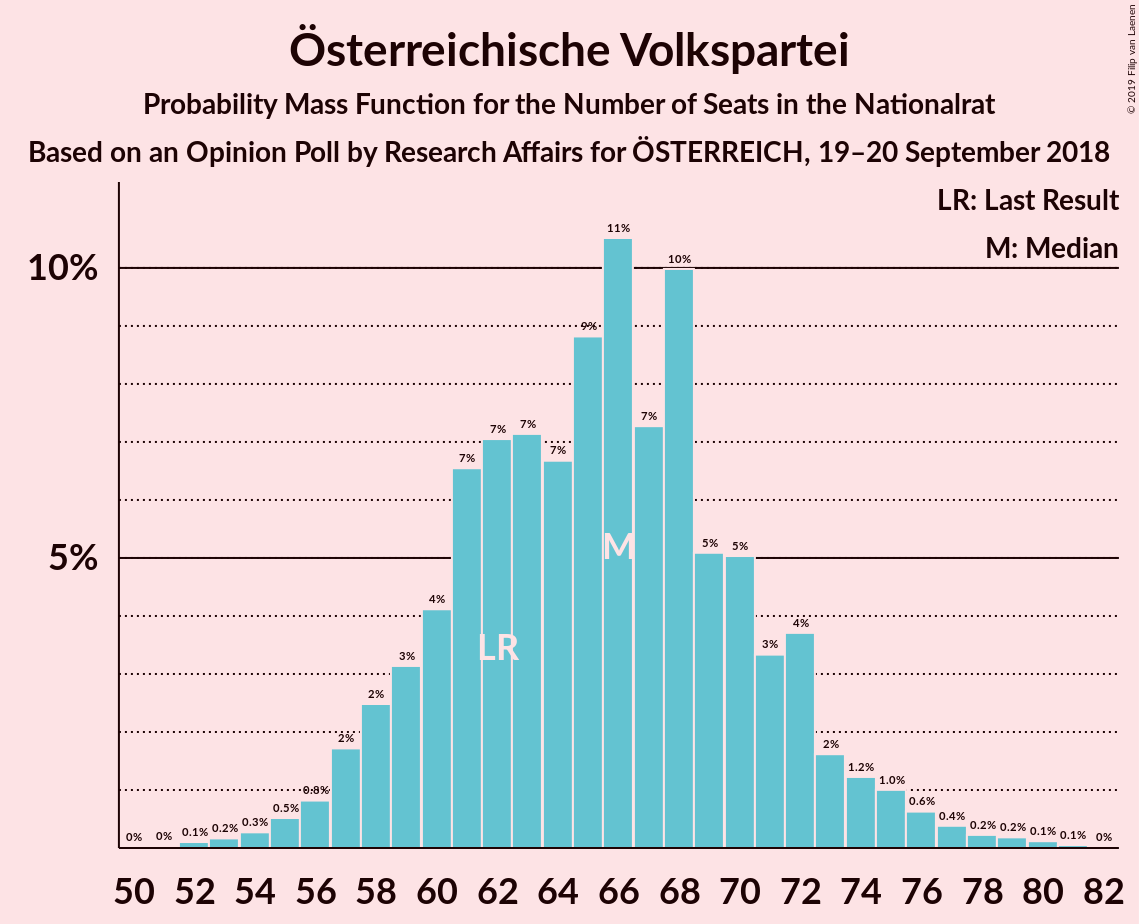 Österreichische Volkspartei
Probability Mass Function for the Number of Seats in the Nationalrat
Based on an Opinion Poll by Research Affairs for ÖSTERREICH, 19–20 September 2018
© 2019 Filip van Laenen
LR: Last Result
M: Median
10%
5%
0% 0% 0.1% 0.2% 0.3% 0.5% 0.8% 2% 2% 3% 4% 7% 7% 7% 7% 9% 11% 7% 10% 5% 5% 3% 4% 2% 1.2% 1.0% 0.6% 0.4% 0.2% 0.2% 0.1% 0.1% 0%
M
LR
50 52 54 56 58 60 62 64 66 68 70 72 74 76 78 80 82